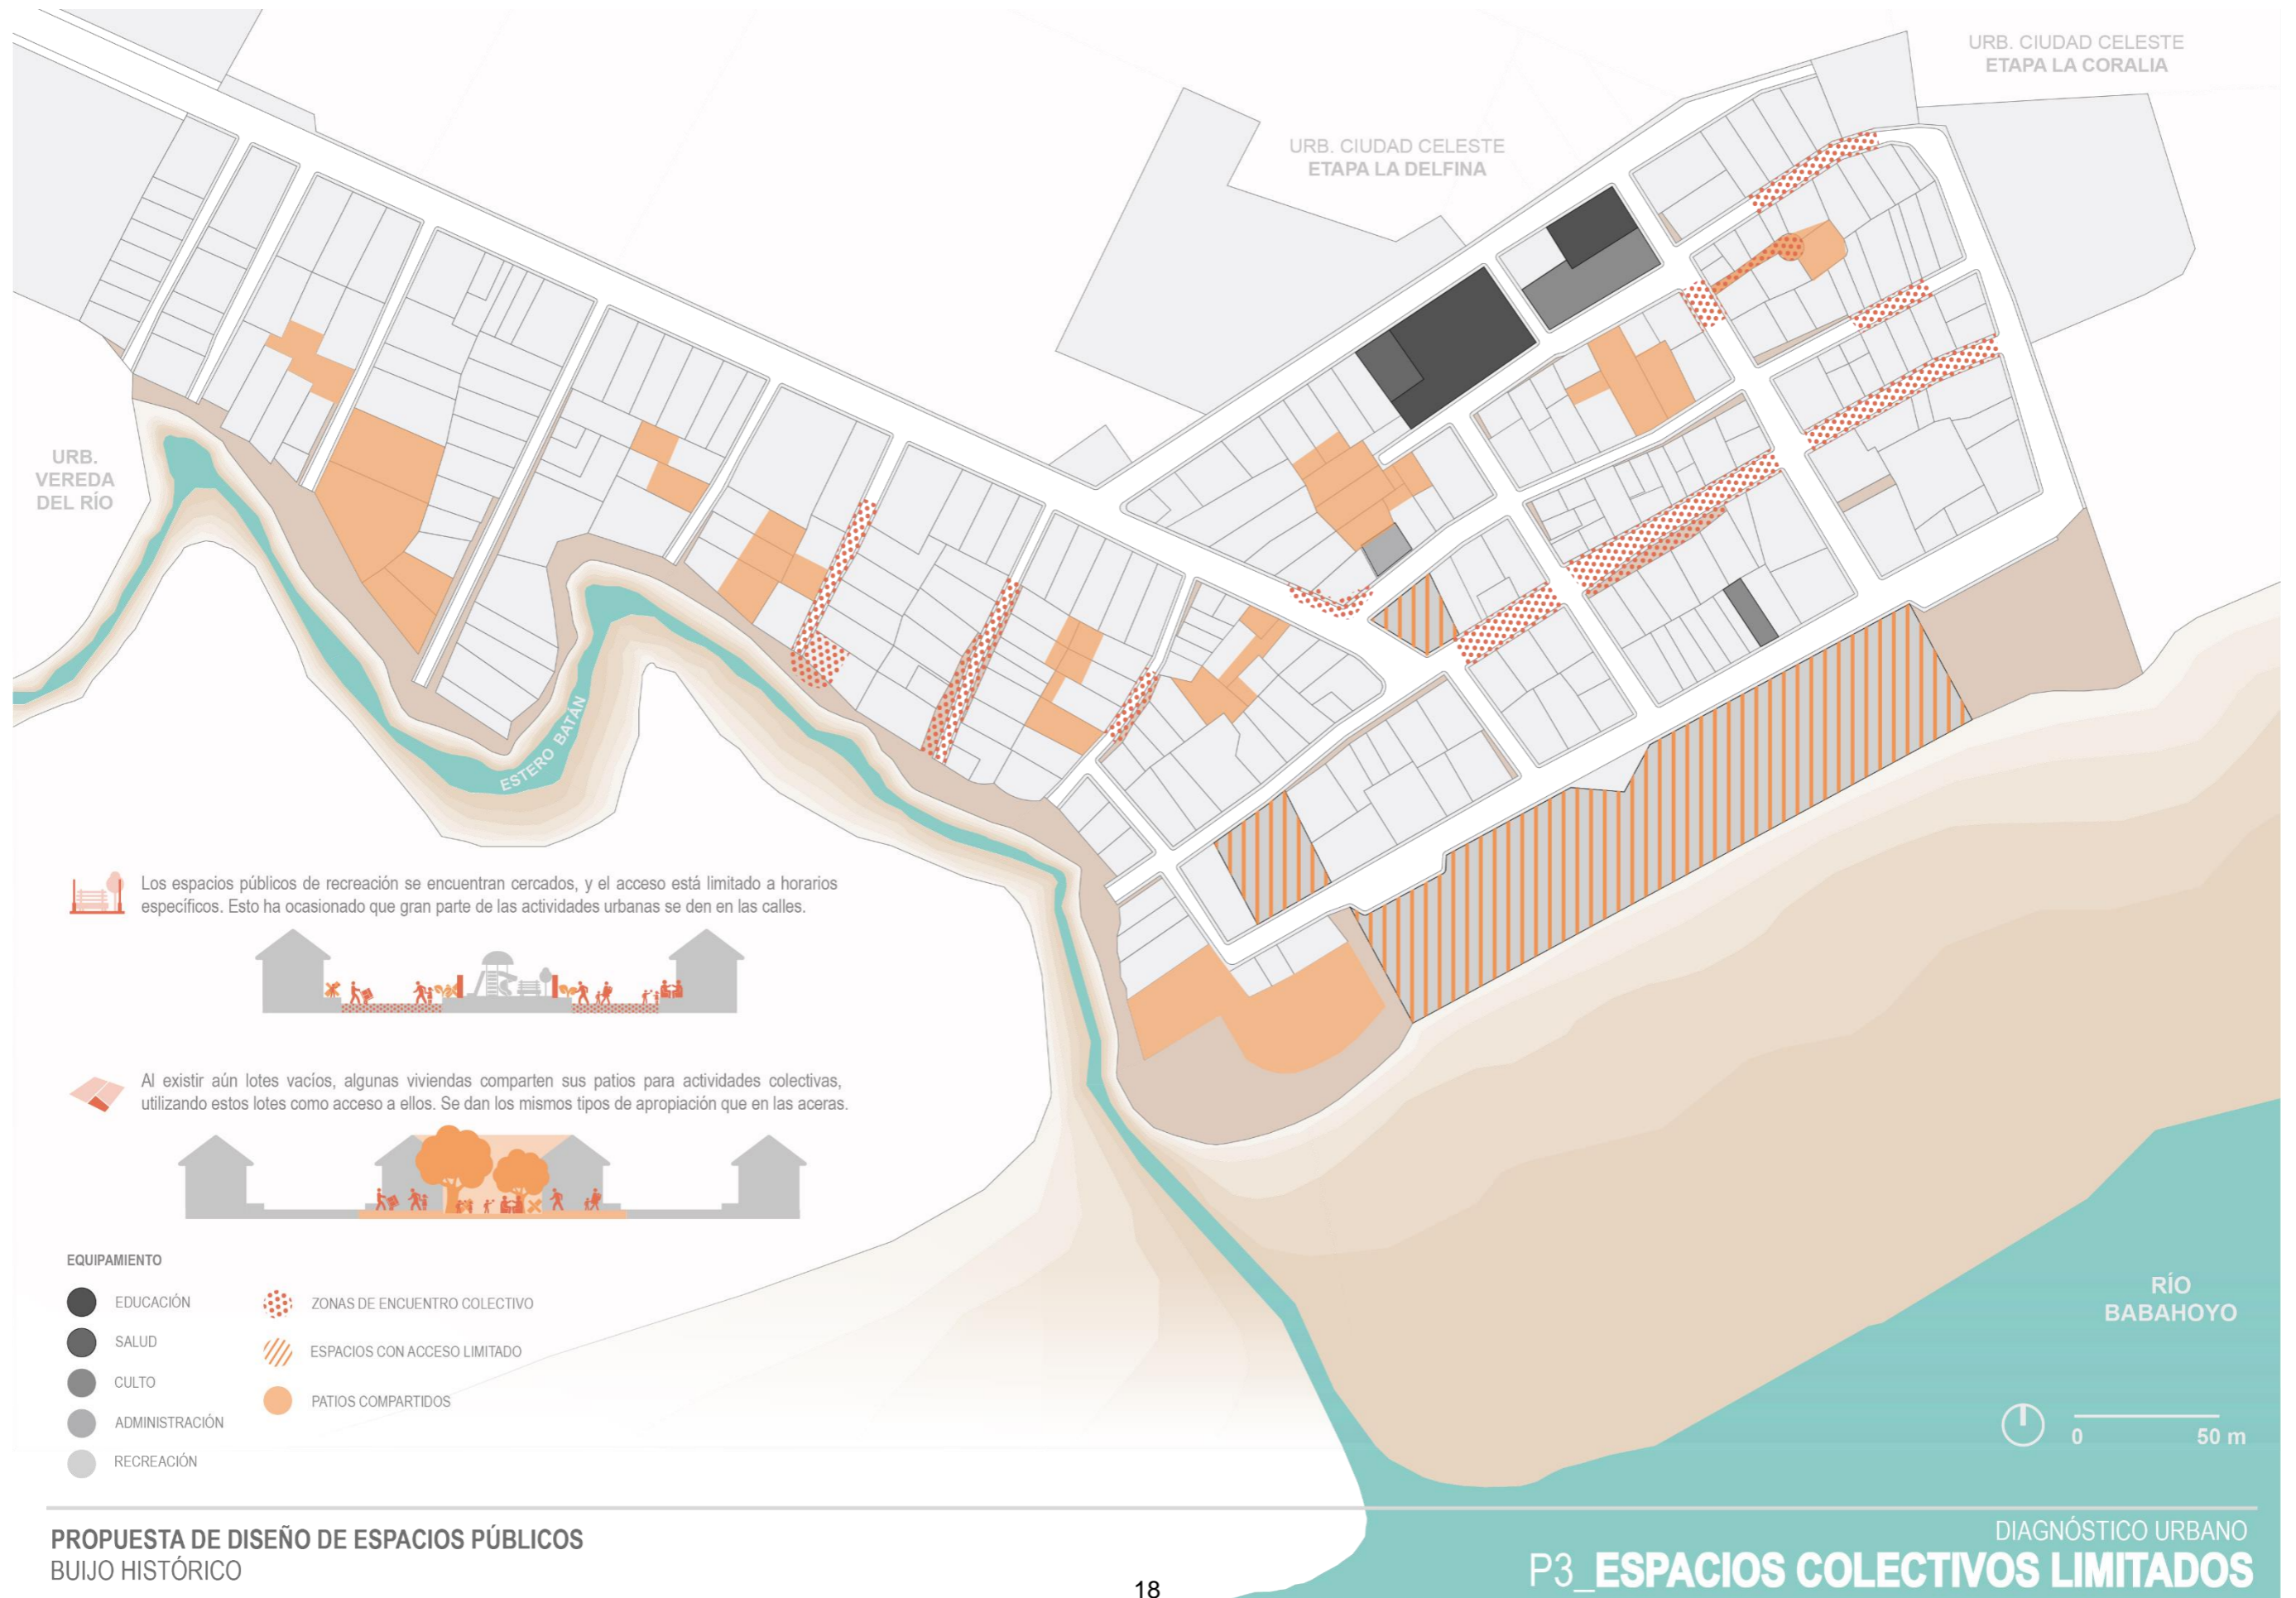 URB. CIUDAD CELESTE
ETAPA LA CORALIA
URB. CIUDAD CELESTE
ETAPA LA DELFINA
URB.
VEREDA
DEL RÍO
ESTERO BATÁN
Los espacios públicos de recreación se encuentran cercados, y el acceso está limitado a horarios
específicos. Esto ha ocasionado que gran parte de las actividades urbanas se den en las calles.
Al existir aún lotes vacíos, algunas viviendas comparten sus patios para actividades colectivas,
utilizando estos lotes como acceso a ellos. Se dan los mismos tipos de apropiación que en las aceras.
EQUIPAMIENTO
EDUCACIÓN
SALUD
CULTO
ADMINISTRACIÓN
RECREACIÓN
ZONAS DE ENCUENTRO COLECTIVO
ESPACIOS CON ACCESO LIMITADO
PATIOS COMPARTIDOS
RÍO
BABAHOYO
0 50 m
PROPUESTA DE DISEÑO DE ESPACIOS PÚBLICOS
BUIJO HISTÓRICO
18
DIAGNÓSTICO URBANO
P3_ESPACIOS COLECTIVOS LIMITADOS